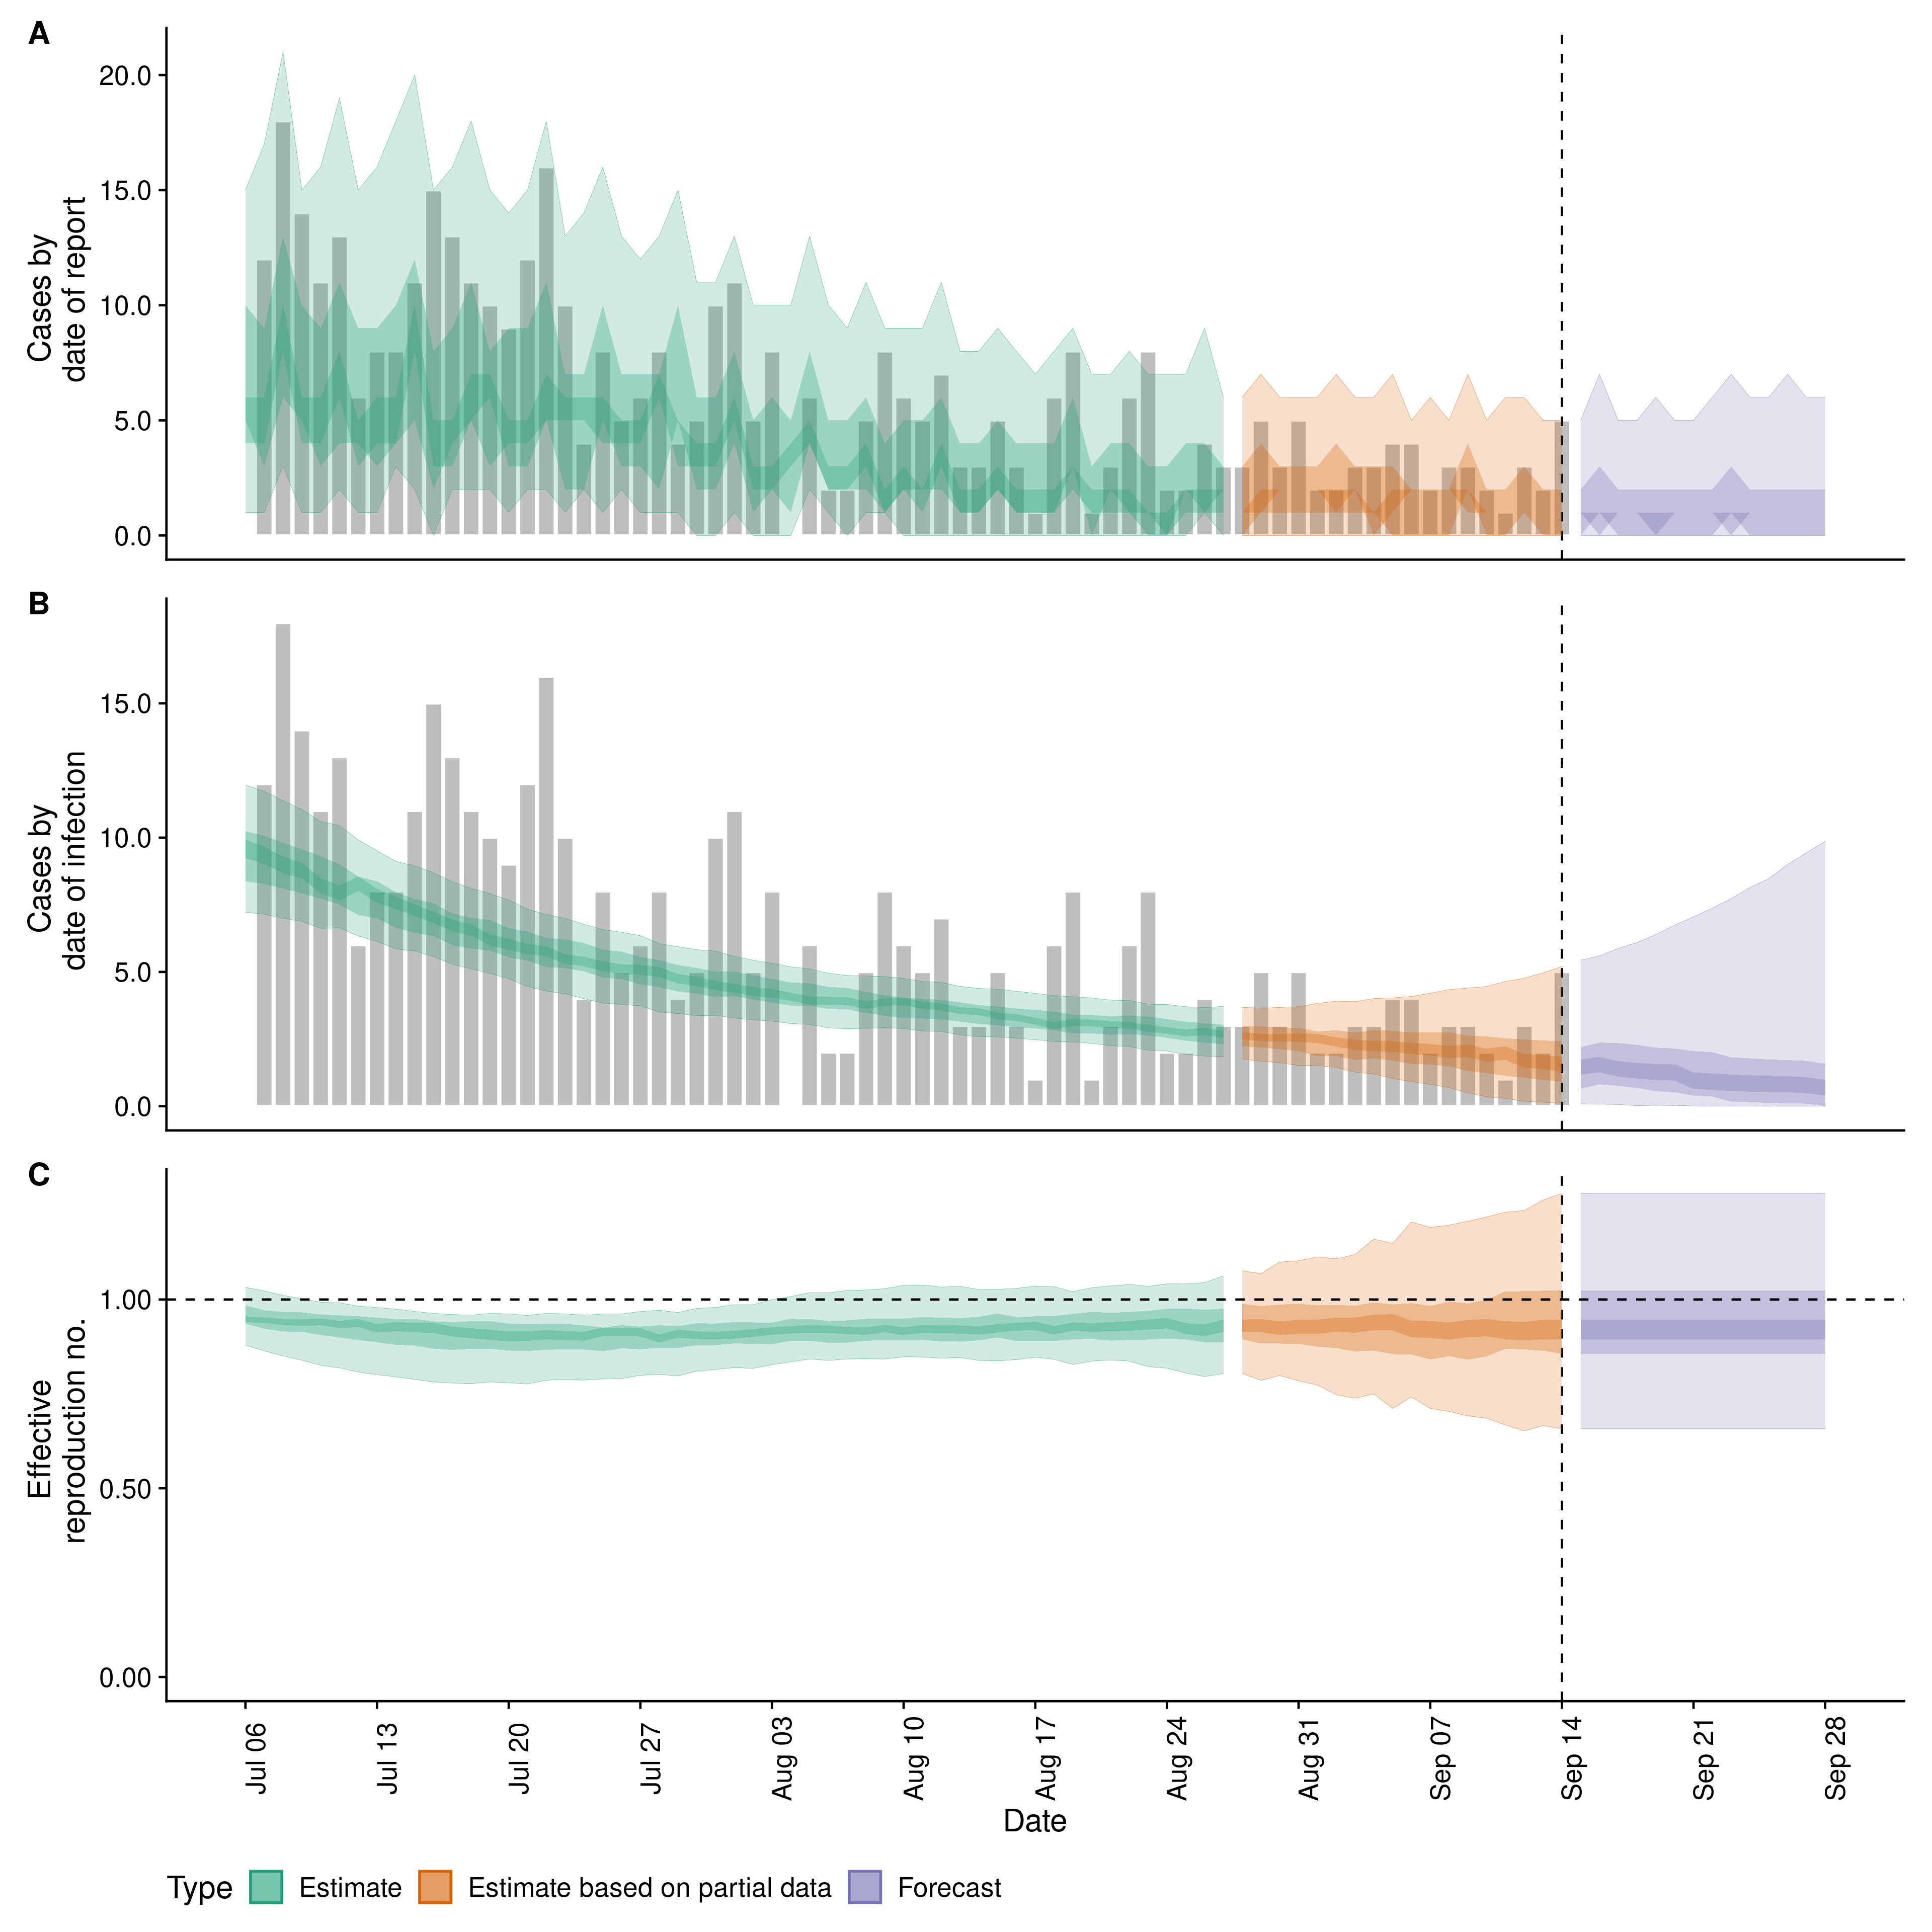 A
20.0
15.0
10.0
5.0
0.0
Cases by
date of report
B
15.0
10.0
5.0
0.0
Cases by
date of infection
C
1.00
0.50
0.00
Effective
reproduction no.
Jul 06
Jul 13
Jul 20
Jul 27
Aug 03
Aug 10
Aug 17
Aug 24
Aug 31
Sep 07
Sep 14
Sep 21
Sep 28
Date
Type Estimate Estimate based on partial data Forecast